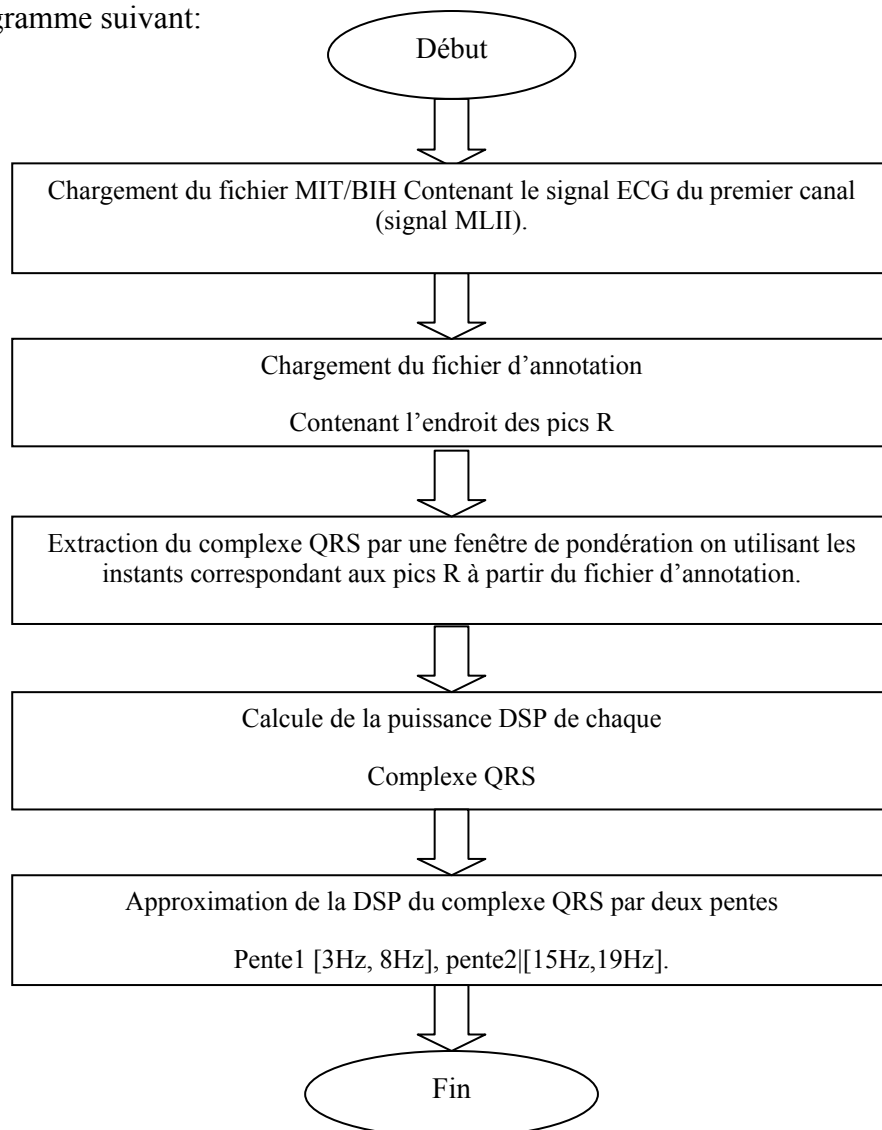 gramme suivant:
Début
Chargement du fichier MIT/BIH Contenant le signal ECG du premier canal
(signal MLII).
Chargement du fichier d’annotation
Contenant l’endroit des pics R
Extraction du complexe QRS par une fenêtre de pondération on utilisant les
instants correspondant aux pics R à partir du fichier d’annotation.
Calcule de la puissance DSP de chaque
Complexe QRS
Approximation de la DSP du complexe QRS par deux pentes
Pente1 [3Hz, 8Hz], pente2|[15Hz,19Hz].
Fin